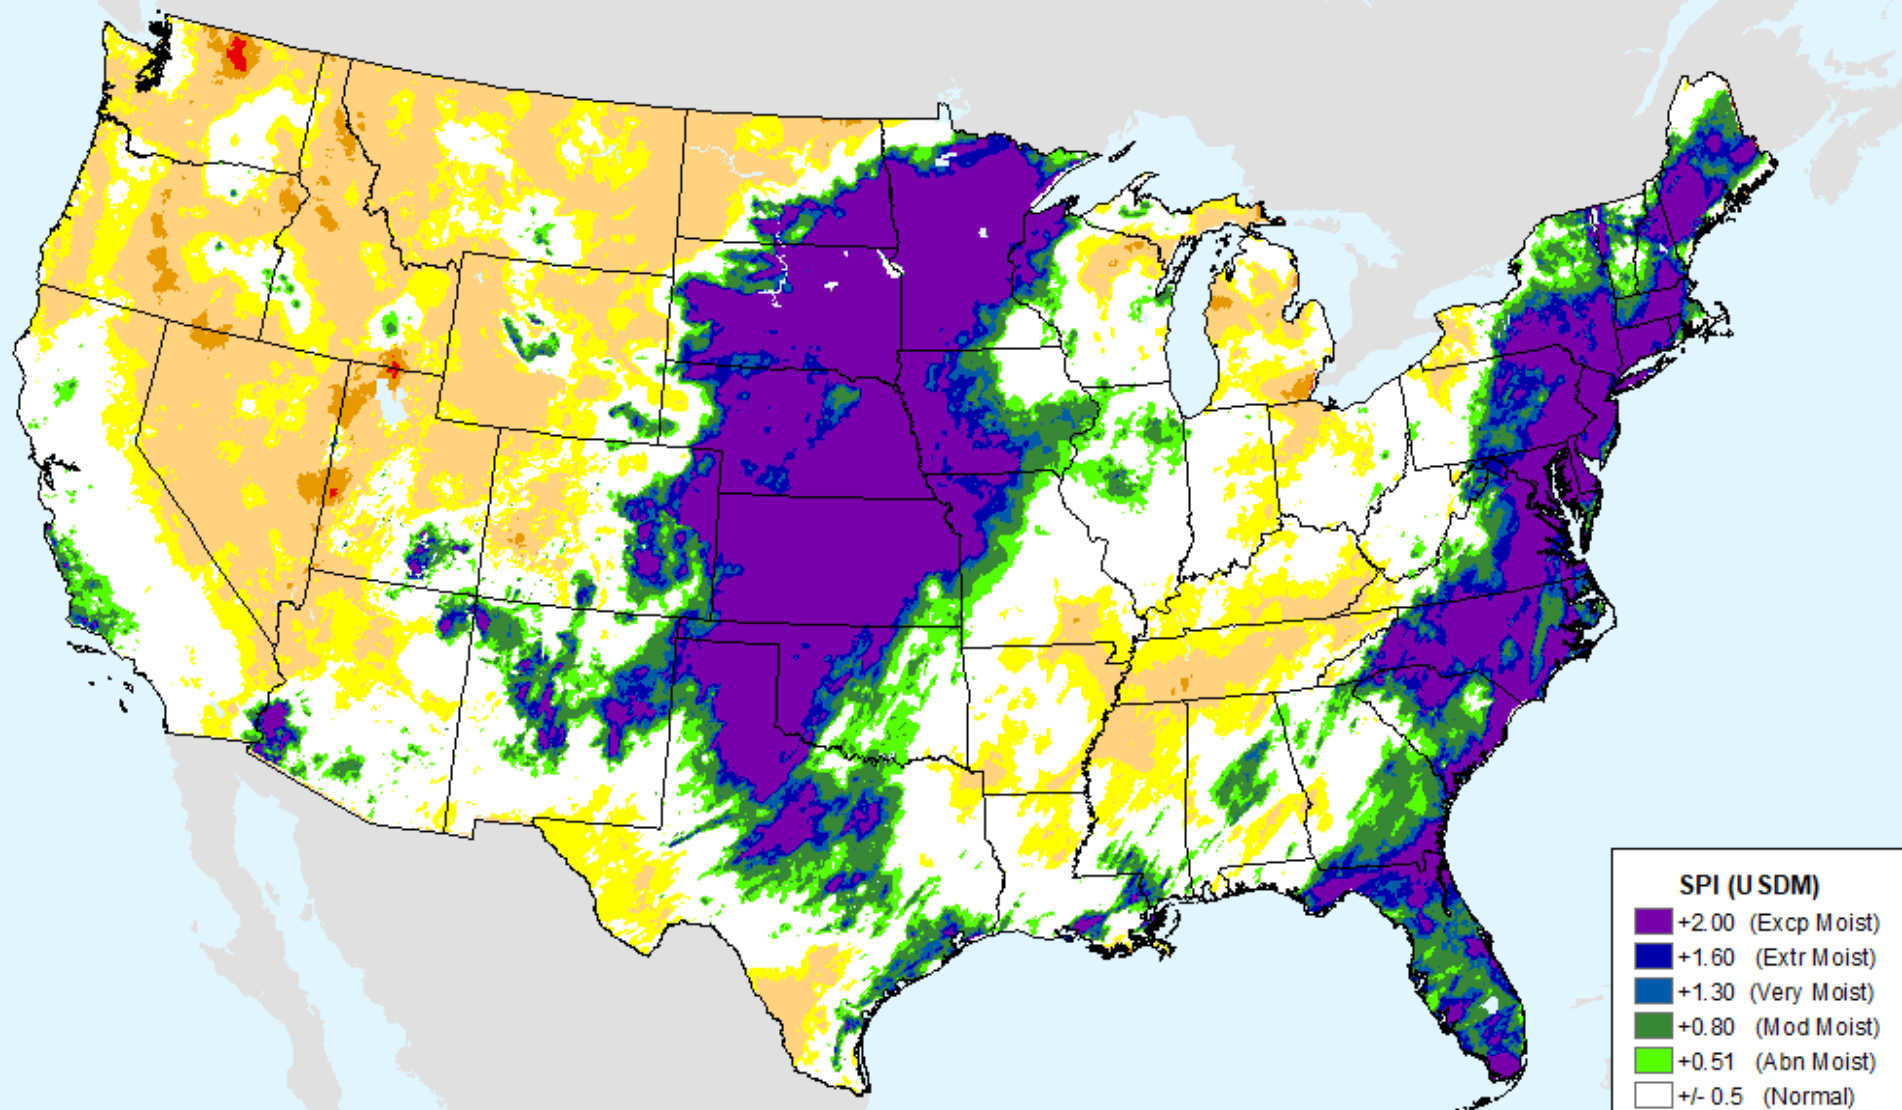 SPI (USDM)
+2.00 (Excp Moist)
+1.60 (Extr Moist)
+1.30 (Very Moist)
+0.80 (Mod Moist)
+0.51 (Abn Moist)
+/- 0.5 (Normal)